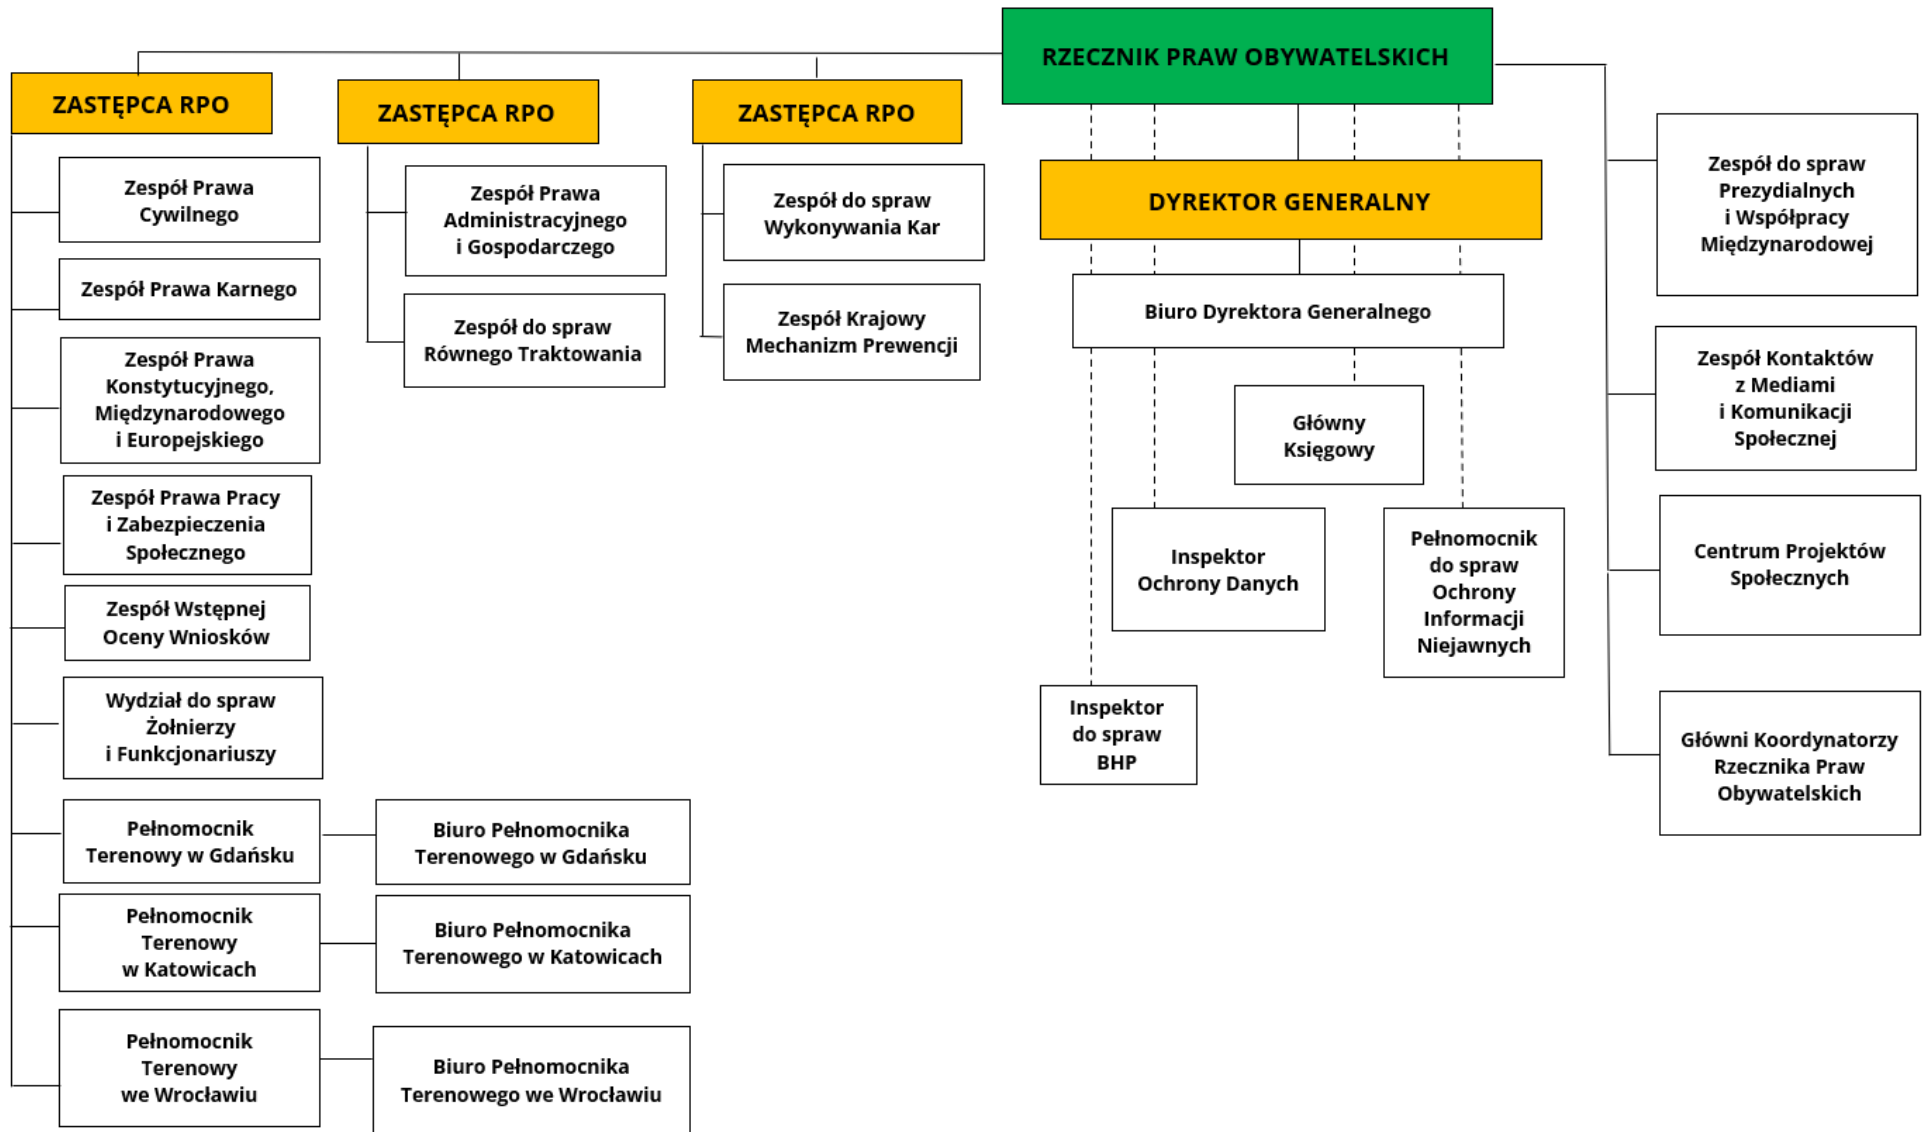 RZECZNIK PRAW OBYWATELSKICH
ZASTĘPCA RPO
Zespół Prawa
Cywilnego
Zespół Prawa Karnego
Zespół Prawa
Konstytucyjnego,
Międzynarodowego
i Europejskiego
Zespół Prawa Pracy
i Zabezpieczenia
Społecznego
Zespół Wstępnej
Oceny Wniosków
Wydział do spraw
Żołnierzy
i Funkcjonariuszy
Pełnomocnik
Terenowy w Gdańsku
Biuro Pełnomocnika
Terenowego w Gdańsku
Pełnomocnik
Terenowy
w Katowicach
Biuro Pełnomocnika
Terenowego w Katowicach
Pełnomocnik
Terenowy
we Wrocławiu
Biuro Pełnomocnika
Terenowego we Wrocławiu
ZASTĘPCA RPO
Zespół Prawa
Administracyjnego
i Gospodarczego
Zespół do spraw
Równego Traktowania
ZASTĘPCA RPO
Zespół do spraw
Wykonywania Kar
Zespół Krajowy
Mechanizm Prewencji
DYREKTOR GENERALNY
Biuro Dyrektora Generalnego
Główny
Księgowy
Inspektor
Ochrony Danych
Pełnomocnik
do spraw
Ochrony
Informacji
Niejawnych
Inspektor
do spraw
BHP
Zespół do spraw
Prezydialnych
i Współpracy
Międzynarodowej
Zespół Kontaktów
z Mediami
i Komunikacji
Społecznej
Centrum Projektów
Społecznych
Główni Koordynatorzy
Rzecznika Praw
Obywatelskich